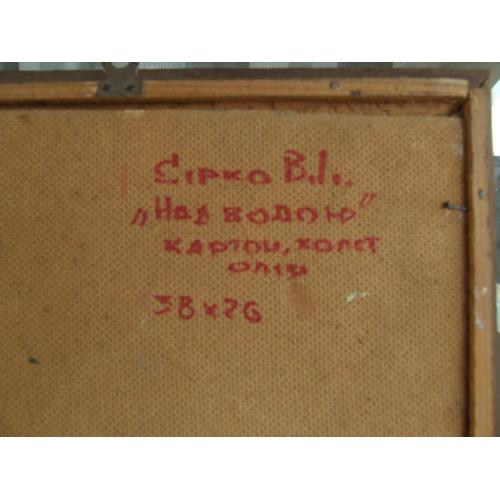 Сірко В.І.
„Над водою"
картон, холст
олія
38х26